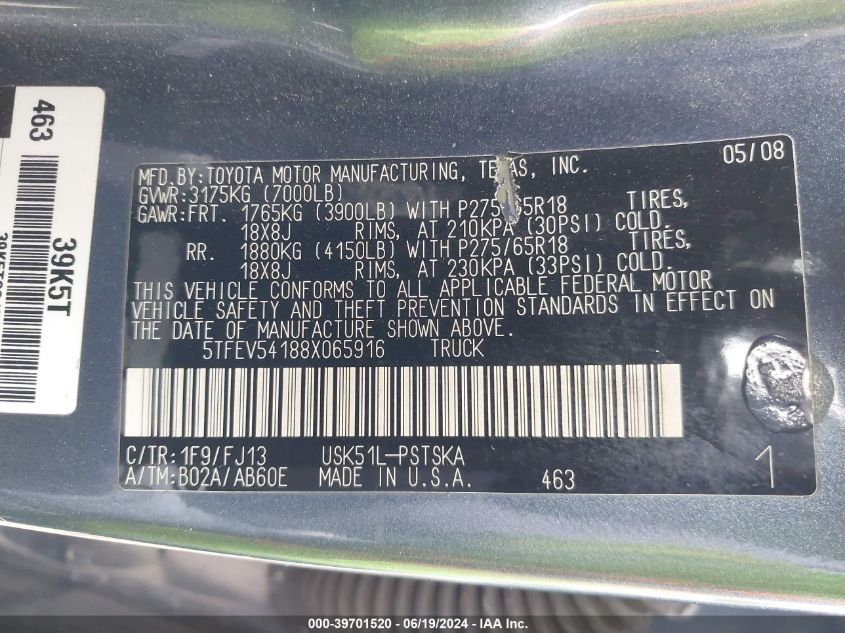 463
39K5T
MFD.BY:TOYOTA MOTOR MANUFACTURING, TEXAS, INC. 05/08
GVWR:3175KG (7000LB)
GAWR:FRT. 1765KG (3900LB) WITH P275/65R18 TIRES,
18X8J RIMS, AT 210KPA (30PSI) COLD.
RR. 1880KG (4150LB) WITH P275/65R18 TIRES,
18X8J RIMS, AT 230KPA (33PSI) COLD.
THIS VEHICLE CONFORMS TO ALL APPLICABLE FEDERAL MOTOR
VEHICLE SAFETY AND THEFT PREVENTION STANDARDS IN EFFECT ON
THE DATE OF MANUFACTURE SHOWN ABOVE.
5TFEV54188X065916 TRUCK
C/TR:1F9/FJ13 USK51L-PSTSKA
A/TM:B02A/AB60E MADE IN U.S.A. 463 1
000-39701520 - 06/19/2024 - IAAI.COM